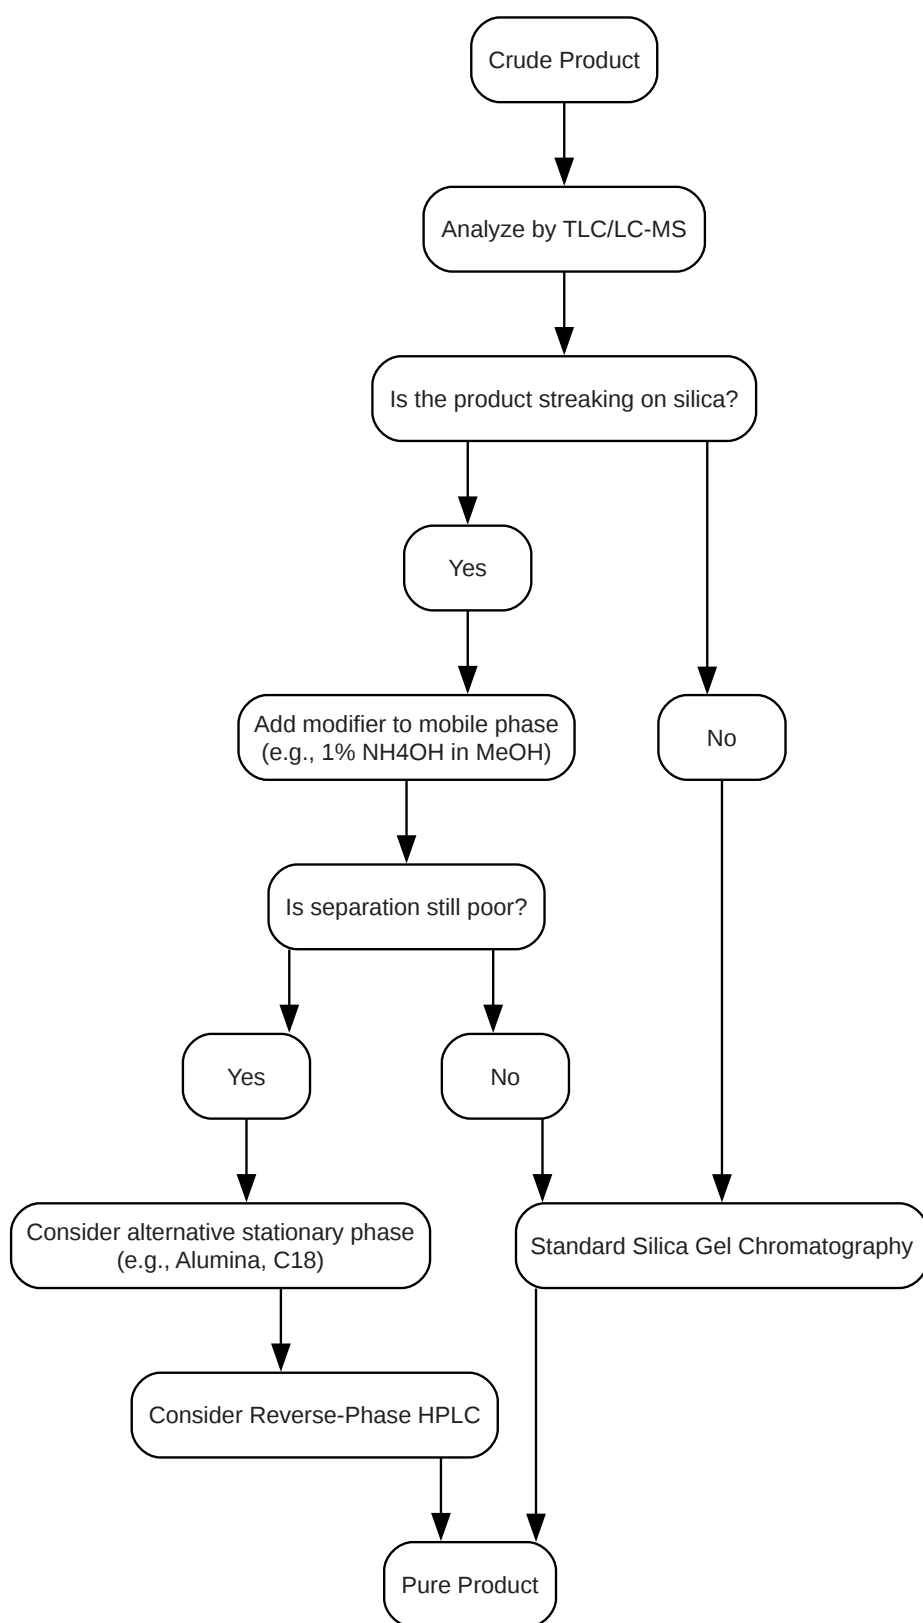 Crude Product
Analyze by TLC/LC-MS
Is the product streaking on silica?
Yes
Add modifier to mobile phase
(e.g., 1% NH4OH in MeOH)
No
Is separation still poor?
Yes
No
Consider alternative stationary phase
(e.g., Alumina, C18)
Standard Silica Gel Chromatography
Consider Reverse-Phase HPLC
Pure Product